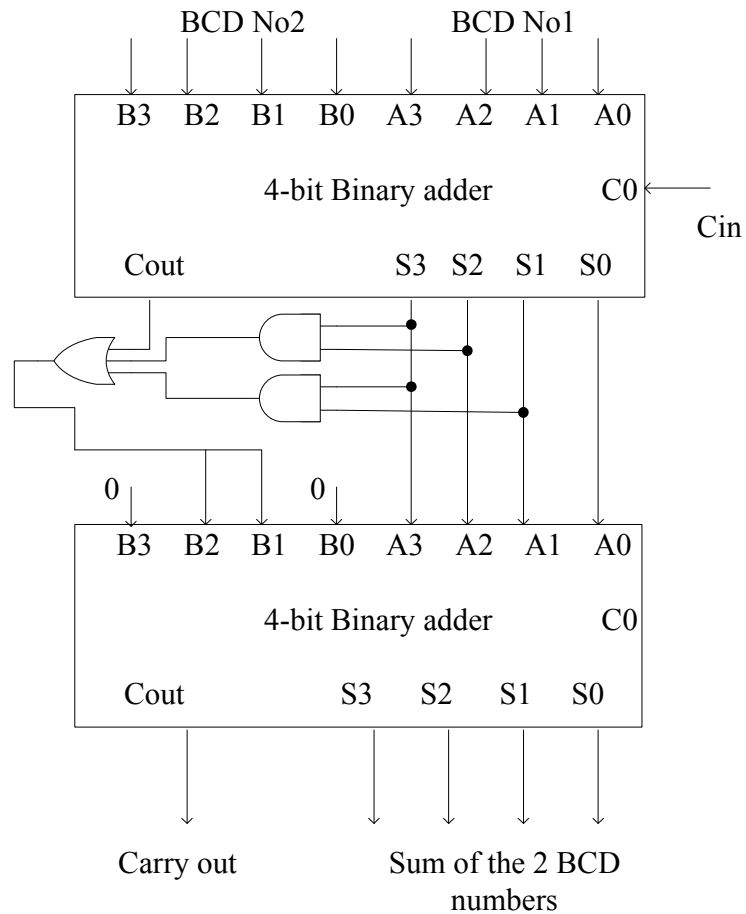 BCD No2 BCD No1
B3 B2 B1 B0 A3 A2 A1 A0
4-bit Binary adder C0
Cin
Cout S3 S2 S1 S0
0 0
B3 B2 B1 B0 A3 A2 A1 A0
4-bit Binary adder C0
Cout S3 S2 S1 S0
Carry out Sum of the 2 BCD
numbers